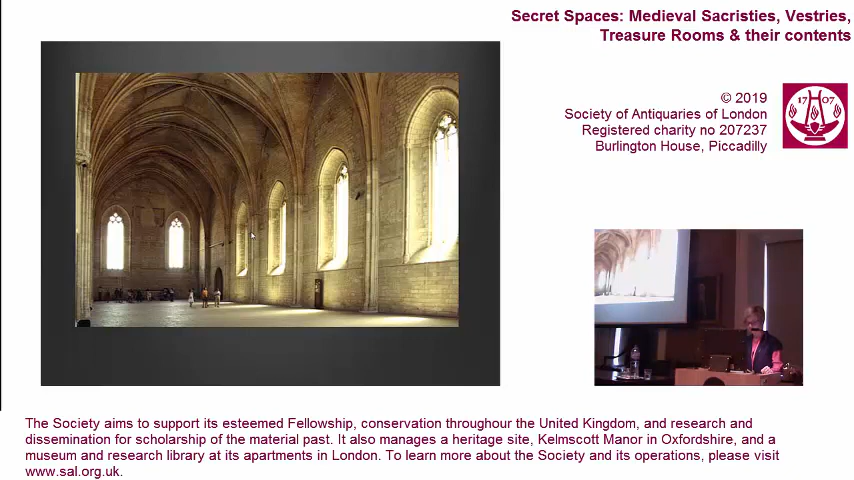 Secret Spaces: Medieval Sacristies, Vestries,
Treasure Rooms & their contents
© 2019
Society of Antiquaries of London
Registered charity no 207237
Burlington House, Piccadilly
1707
The Society aims to support its esteemed Fellowship, conservation throughour the United Kingdom, and research and
dissemination for scholarship of the material past. It also manages a heritage site, Kelmscott Manor in Oxfordshire, and a
museum and research library at its apartments in London. To learn more about the Society and its operations, please visit
www.sal.org.uk.